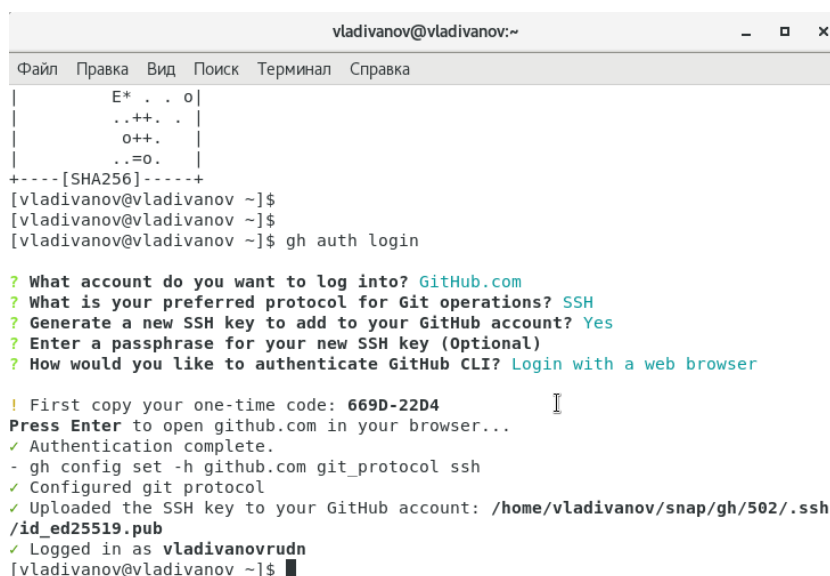 vladivanov@vladivanov:~
Файл Правка Вид Поиск Терминал Справка
|         E* . . o|
|         ..++. . |
|          o++.   |
|         ..=o.   |
+----[SHA256]-----+
[vladivanov@vladivanov ~]$
[vladivanov@vladivanov ~]$
[vladivanov@vladivanov ~]$ gh auth login
? What account do you want to log into? GitHub.com
? What is your preferred protocol for Git operations? SSH
? Generate a new SSH key to add to your GitHub account? Yes
? Enter a passphrase for your new SSH key (Optional)
? How would you like to authenticate GitHub CLI? Login with a web browser
! First copy your one-time code: 669D-22D4
Press Enter to open github.com in your browser...
✓ Authentication complete.
- gh config set -h github.com git_protocol ssh
✓ Configured git protocol
✓ Uploaded the SSH key to your GitHub account: /home/vladivanov/snap/gh/502/.ssh
/id_ed25519.pub
✓ Logged in as vladivanovrudn
[vladivanov@vladivanov ~]$